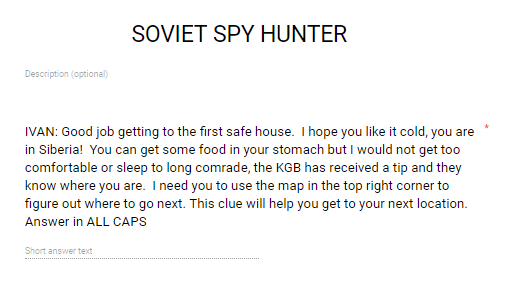 SOVIET SPY HUNTER
Description (optional)
IVAN: Good job getting to the first safe house.  I hope you like it cold, you are *
in Siberia!  You can get some food in your stomach but I would not get too
comfortable or sleep to long comrade, the KGB has received a tip and they
know where you are.  I need you to use the map in the top right corner to
figure out where to go next. This clue will help you get to your next location.
Answer in ALL CAPS
Short answer text